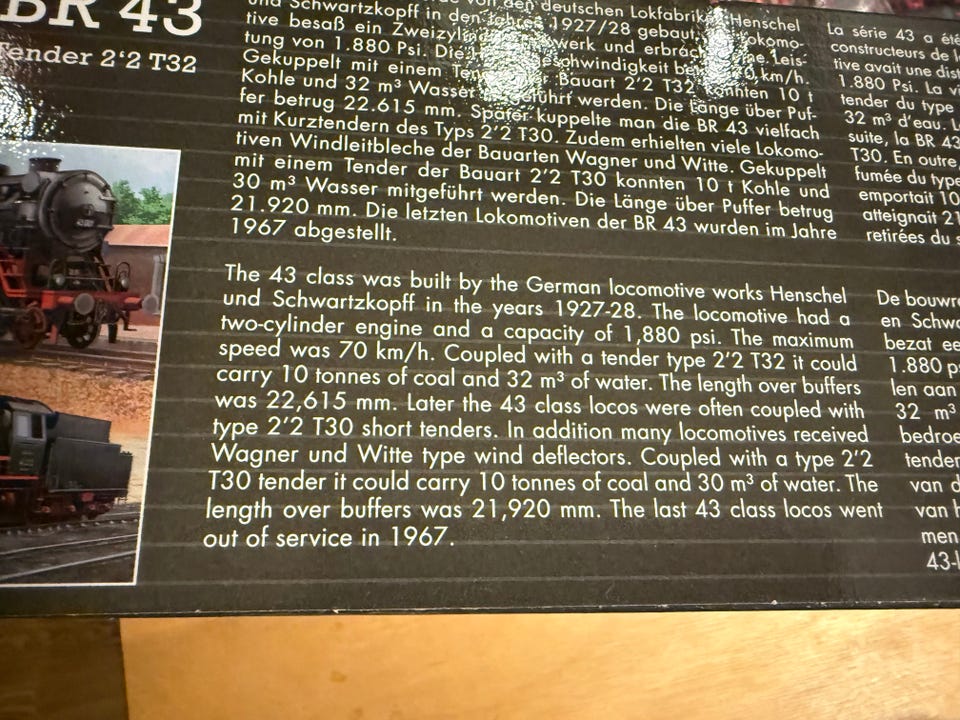 BR 43
Tender 2'2 T32
und Schwartzkopff in den Jahren 1927/28 gebaut.
deutschen Lokfabriken Henschel
tive besaß ein Zweizylin werk und erbrachte eine Leis-
tung von 1.880 Psi. Die H geschwindigkeit be 70 km/h.
Gekuppelt mit einem Ten der Bauart 2'2 T32 konnten 10 t
Kohle und 32 m³ Wasser geführt werden. Die Länge über Puf-
fer betrug 22.615 mm. Später kuppelte man die BR 43 vielfach
mit Kurztendern des Typs 2'2 T30. Zudem erhielten viele Lokomo-
tiven Windleitbleche der Bauarten Wagner und Witte. Gekuppelt
mit einem Tender der Bauart 2'2 T30 konnten 10 t Kohle und
30 m³ Wasser mitgeführt werden. Die Länge über Puffer betrug
21.920 mm. Die letzten Lokomotiven der BR 43 wurden im Jahre
1967 abgestellt.
The 43 class was built by the German locomotive works Henschel
und Schwartzkopff in the years 1927-28. The locomotive had a
two-cylinder engine and a capacity of 1,880 psi. The maximum
speed was 70 km/h. Coupled with a tender type 2'2 T32 it could
carry 10 tonnes of coal and 32 m³ of water. The length over buffers
was 22,615 mm. Later the 43 class locos were often coupled with
type 2'2 T30 short tenders. In addition many locomotives received
Wagner und Witte type wind deflectors. Coupled with a type 2'2
T30 tender it could carry 10 tonnes of coal and 30 m³ of water. The
length over buffers was 21,920 mm. The last 43 class locos went
out of service in 1967.
La série 43 a été
constructeurs de
tive avait une dist
1.880 Psi. La vi
tender du type
32 m³ d'eau. L
suite, la BR 43
T30. En outre,
fumée du type
emportait 10
atteignait 21
retirées du s
De bouwre
en Schwa
bezat ee
1.880 ps
len aan
32 m³
bedroe
tender
van d
van h
men
43-l